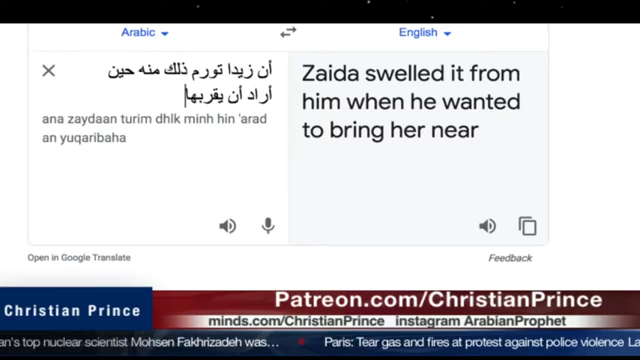 Arabic
English
أن زيدا تورم ذلك منه حين
أراد أن يقربها
ana zaydaan turim dhlk minh hin 'arad
an yuqaribaha
Zaida swelled it from
him when he wanted
to bring her near
Open in Google Translate
Feedback
Christian Prince
Patreon.com/ChristianPrince
minds.com/ChristianPrince instagram ArabianProphet
an's top nuclear scientist Mohsen Fakhrizadeh was... Paris: Tear gas and fires at protest against police violence La